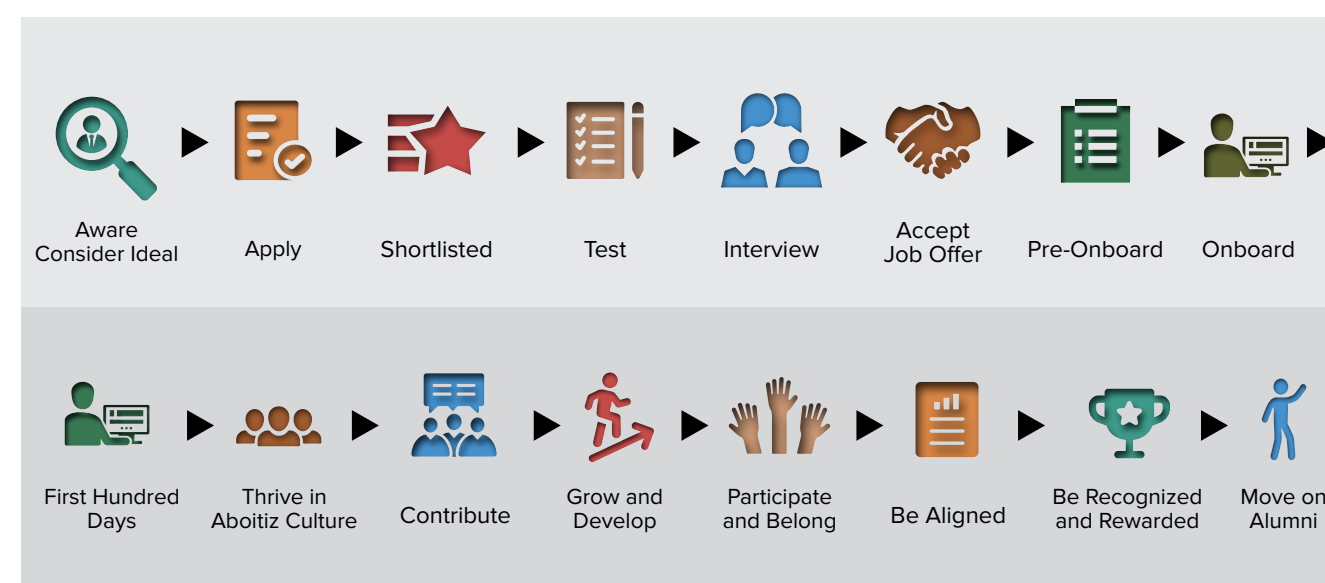 Aware
Consider Ideal
Apply
Shortlisted
Test
Interview
Accept
Job Offer
Pre-Onboard
Onboard
First Hundred
Days
Thrive in
Aboitiz Culture
Contribute
Grow and
Develop
Participate
and Belong
Be Aligned
Be Recognized
and Rewarded
Move on
Alumni